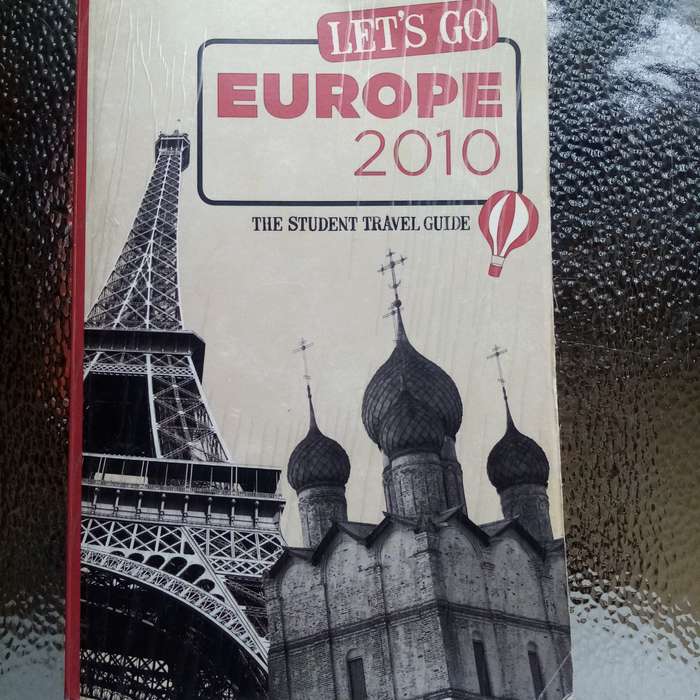 LET'S GO
EUROPE
2010
THE STUDENT TRAVEL GUIDE